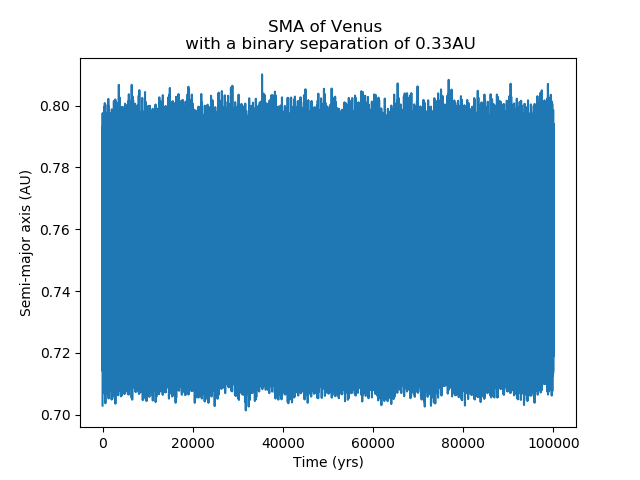 SMA of Venus
with a binary separation of 0.33AU
0.80
0.78
0.76
0.74
0.72
0.70
Semi-major axis (AU)
0 20000 40000 60000 80000 100000
Time (yrs)